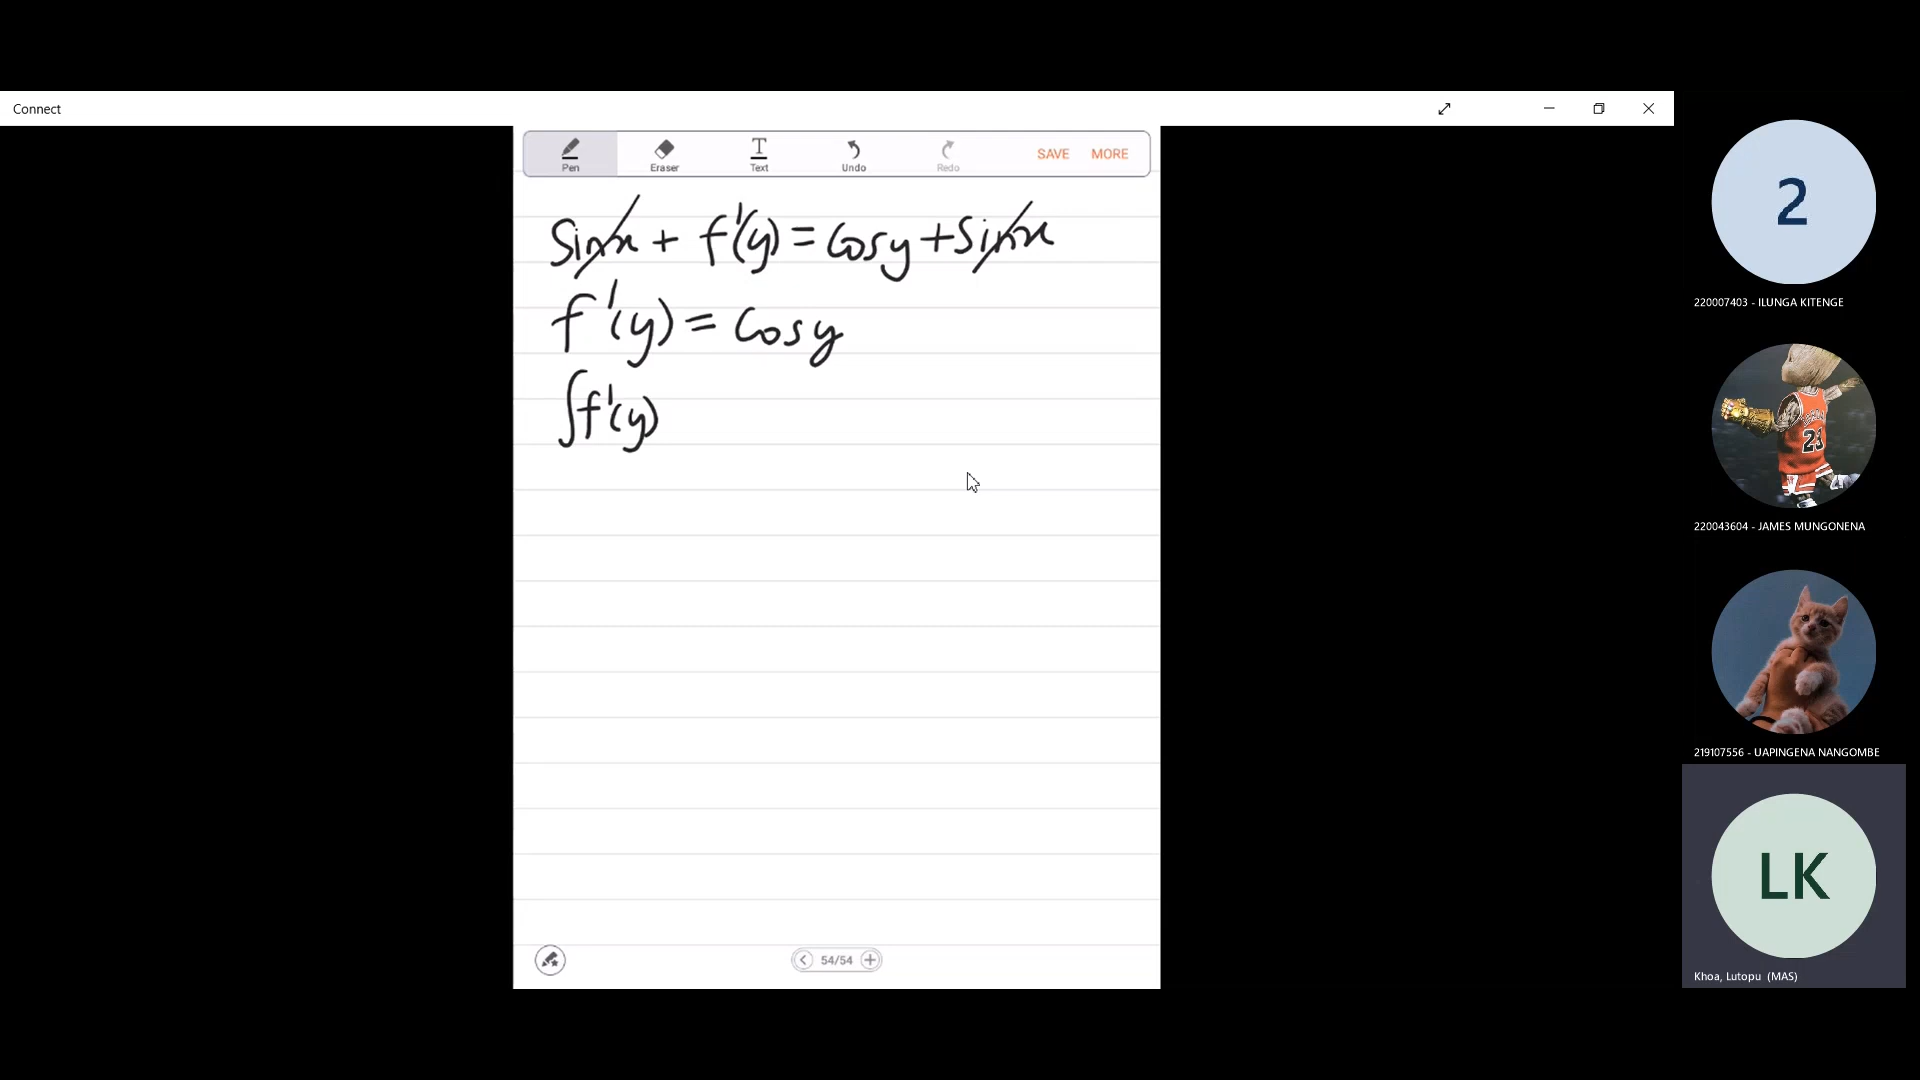 Connect
Pen
Eraser
T
Text
Undo
Redo
SAVE
MORE
Sinx + f'(y) = Cosy + Sinx
f'(y) = Cosy
∫f'(y)
54/54
2
220007403 - ILUNGA KITENGE
23
220043604 - JAMES MUNGONENA
219107556 - UAPINGENA NANGOMBE
LK
Khoa, Lutopu (MAS)